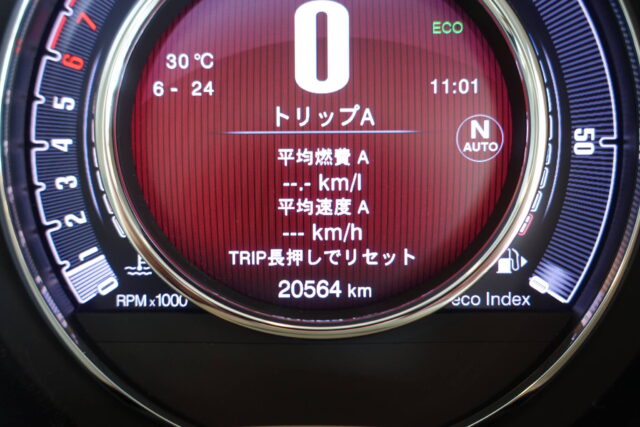 0
ECO
30 °C
6 - 24
11:01
トリップA
N
AUTO
平均燃費 A
--.- km/l
平均速度 A
--- km/h
TRIP長押しでリセット
20564 km
7
6
5
4
3
2
1
0
RPM x1000
50
0
eco Index